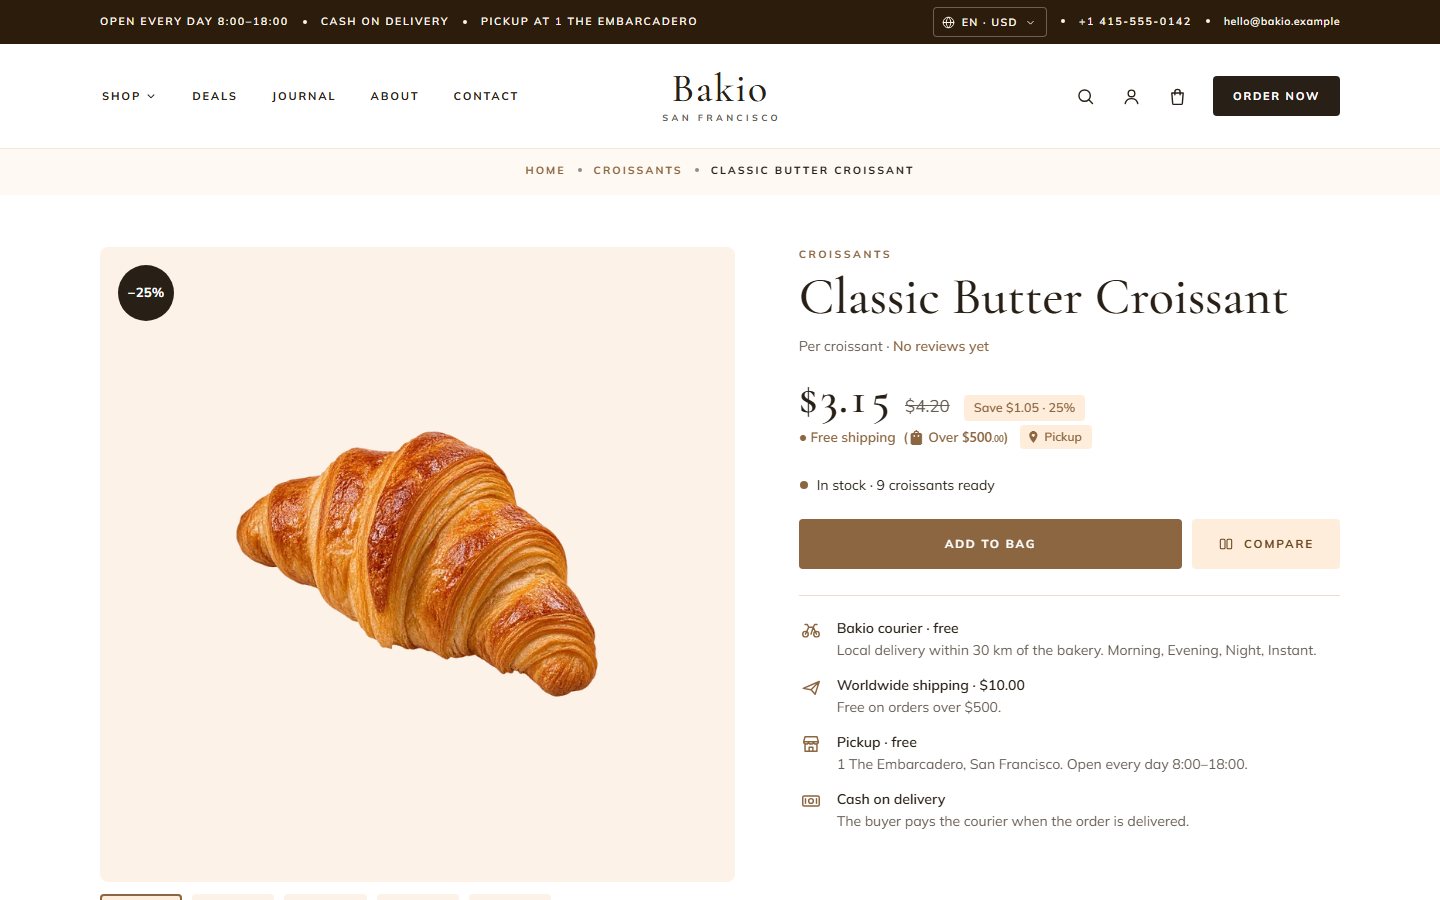 OPEN EVERY DAY 8:00–18:00 • CASH ON DELIVERY • PICKUP AT 1 THE EMBARCADERO
EN · USD • +1 415-555-0142 • hello@bakio.example
SHOP DEALS JOURNAL ABOUT CONTACT
Bakio
SAN FRANCISCO
ORDER NOW
HOME • CROISSANTS • CLASSIC BUTTER CROISSANT
−25%
CROISSANTS
Classic Butter Croissant
Per croissant · No reviews yet
$3.15 $4.20 Save $1.05 · 25%
• Free shipping ( Over $500.00) Pickup
In stock · 9 croissants ready
ADD TO BAG
COMPARE
Bakio courier · free
Local delivery within 30 km of the bakery. Morning, Evening, Night, Instant.
Worldwide shipping · $10.00
Free on orders over $500.
Pickup · free
1 The Embarcadero, San Francisco. Open every day 8:00–18:00.
Cash on delivery
The buyer pays the courier when the order is delivered.